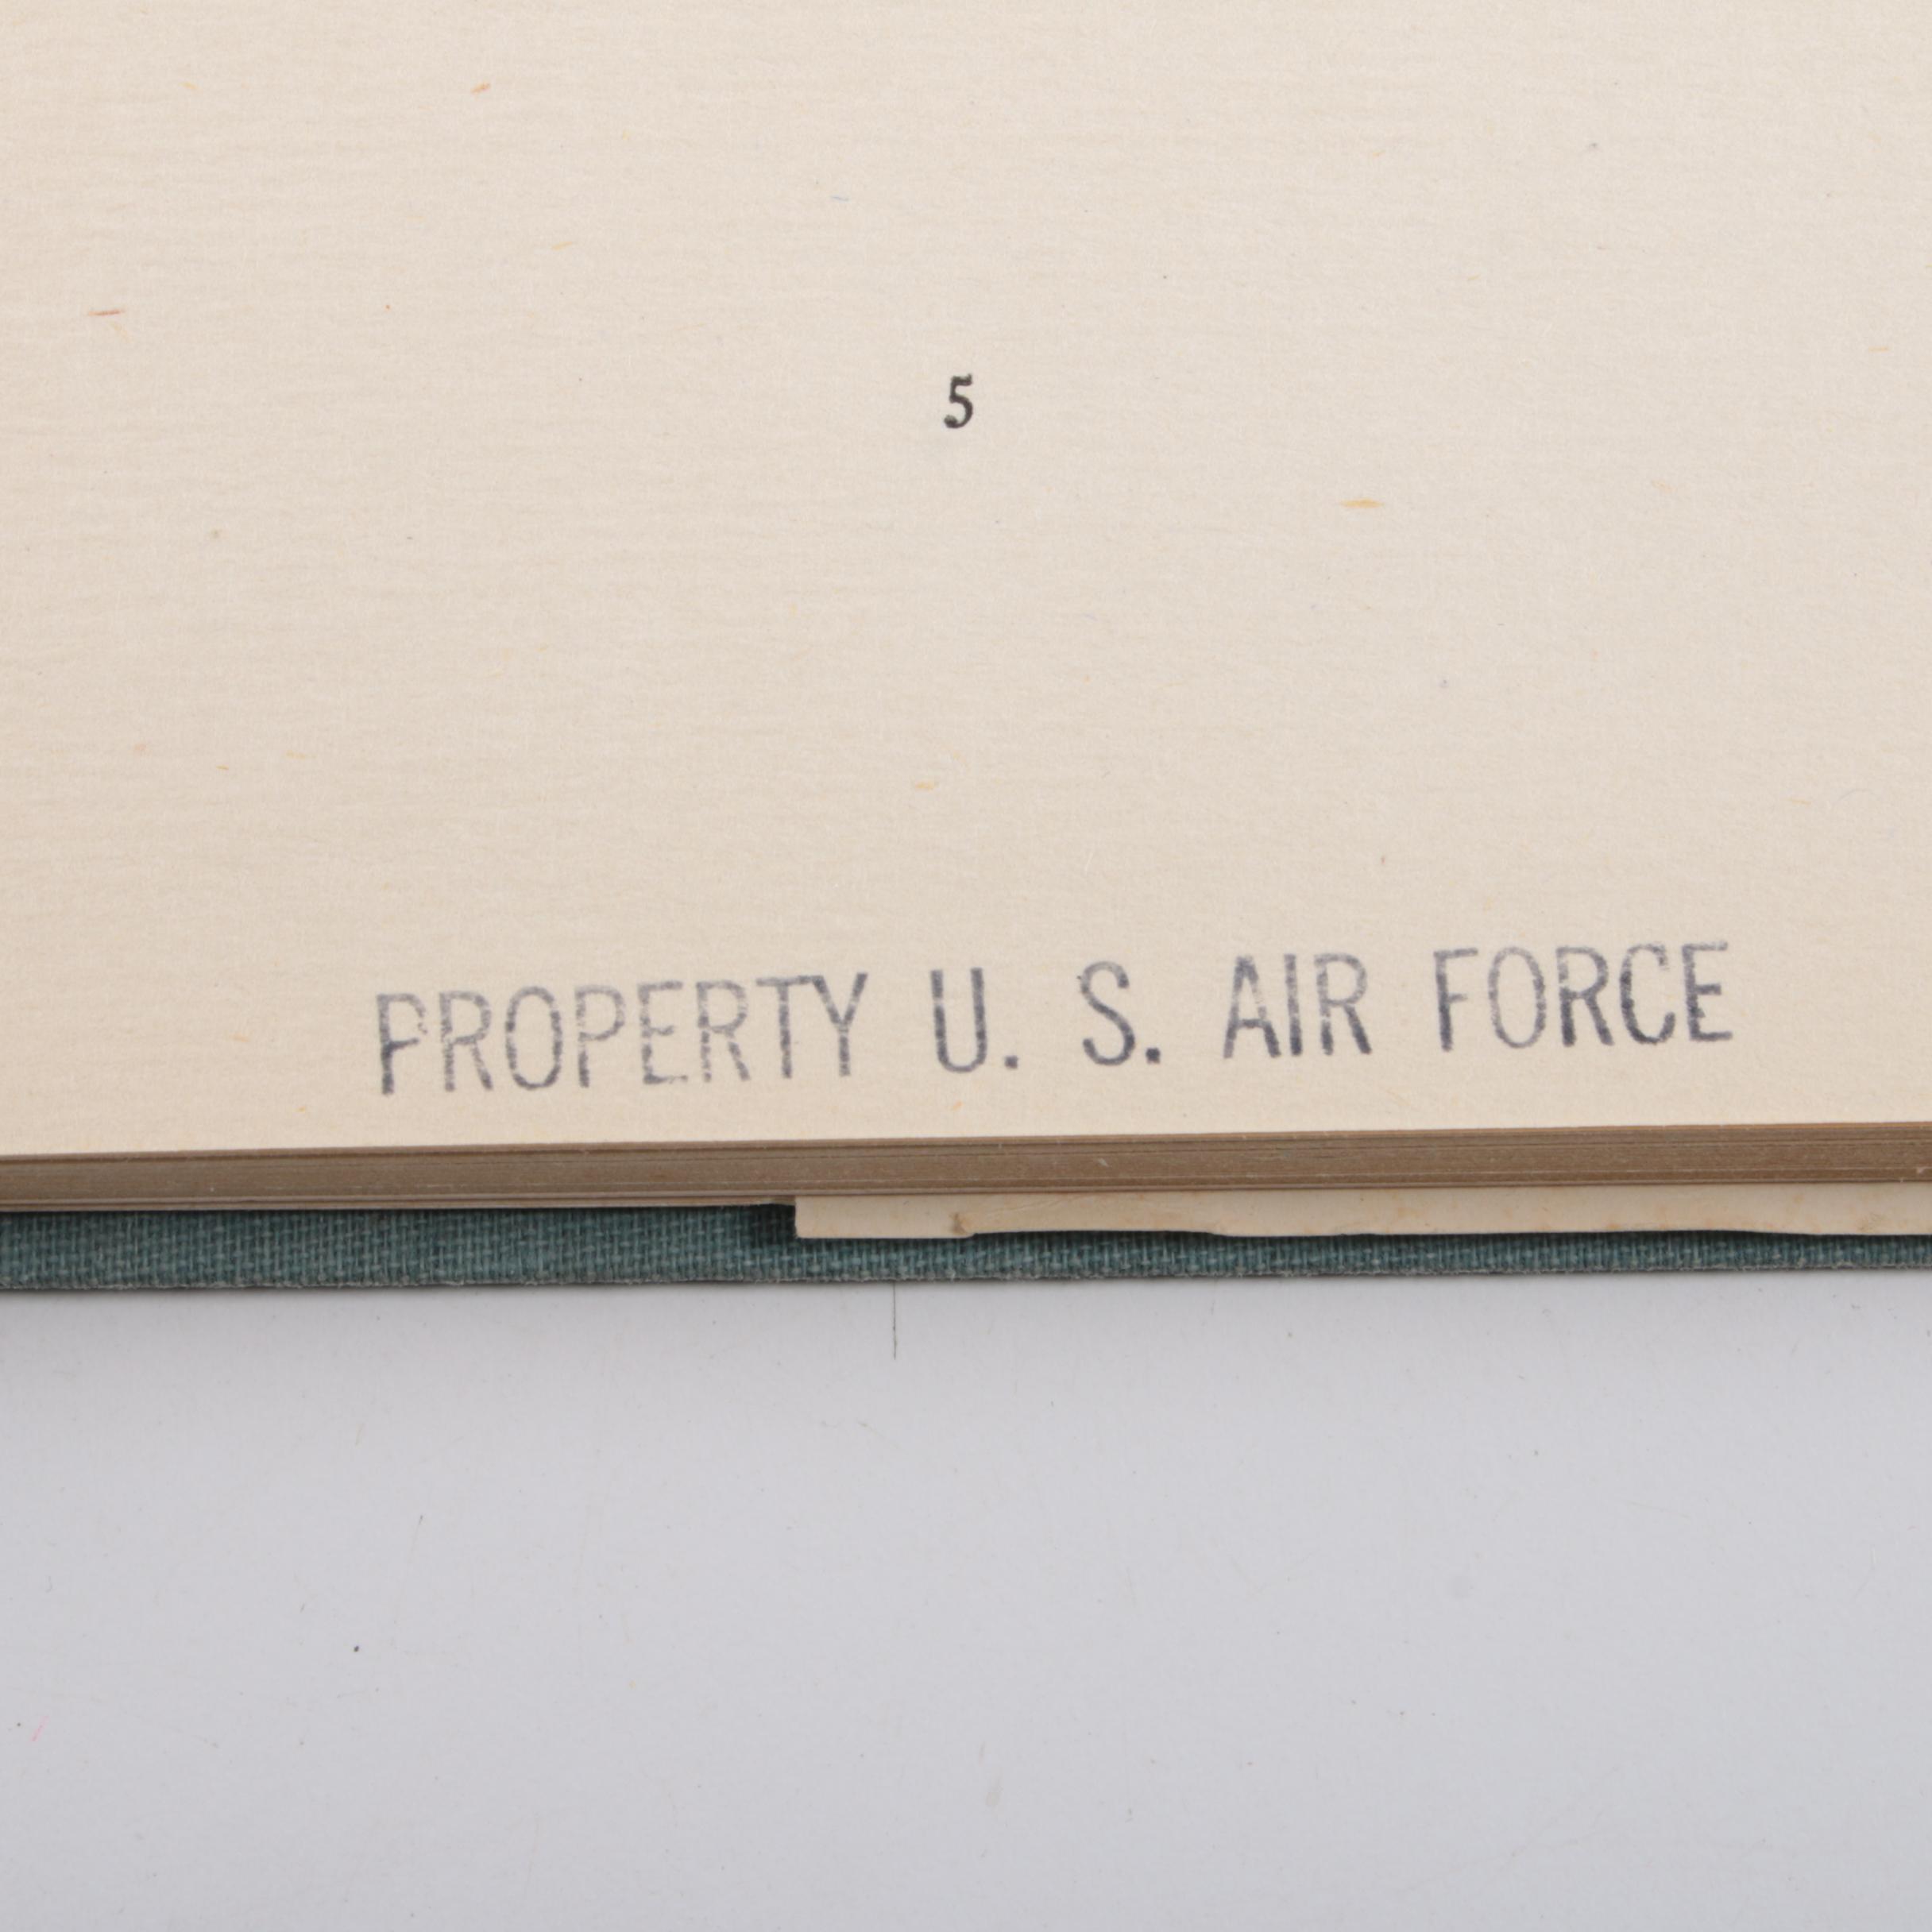 5
PROPERTY U. S. AIR FORCE